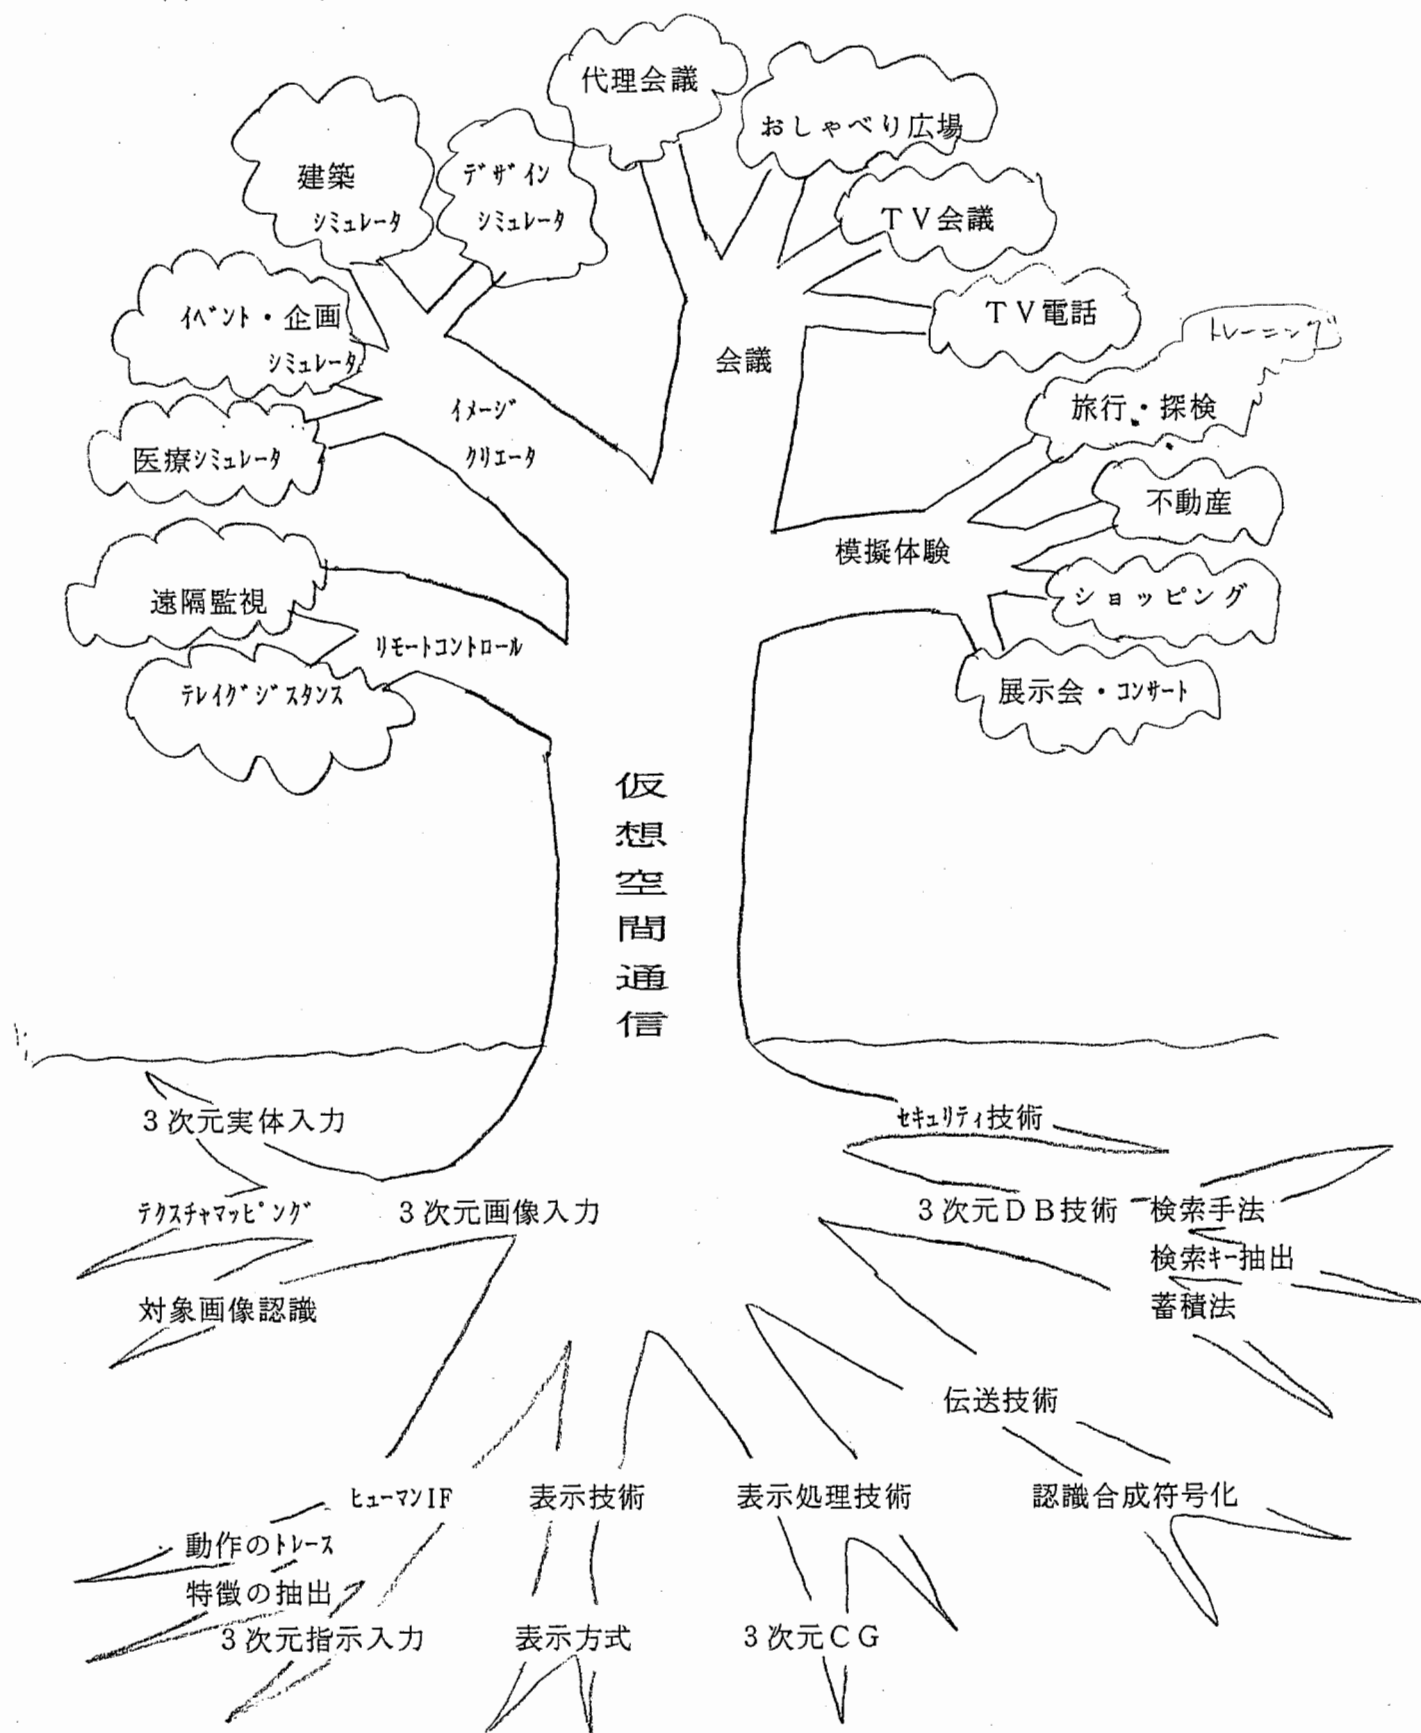 代理会議
おしゃべり広場
建築
シミュレータ
デザイン
シミュレータ
TV会議
イベント・企画
シミュレータ
TV電話
トレーニング
会議
イメージ
クリエータ
旅行・探検
医療シミュレータ
不動産
模擬体験
遠隔監視
ショッピング
リモートコントロール
テレイグジスタンス
展示会・コンサート
仮想空間通信
3次元実体入力
セキュリティ技術
テクスチャマッピング
3次元画像入力
3次元DB技術
検索手法
検索キー抽出
対象画像認識
蓄積法
伝送技術
ヒューマンIF
表示技術
表示処理技術
認識合成符号化
動作のトレース
特徴の抽出
3次元指示入力
表示方式
3次元CG